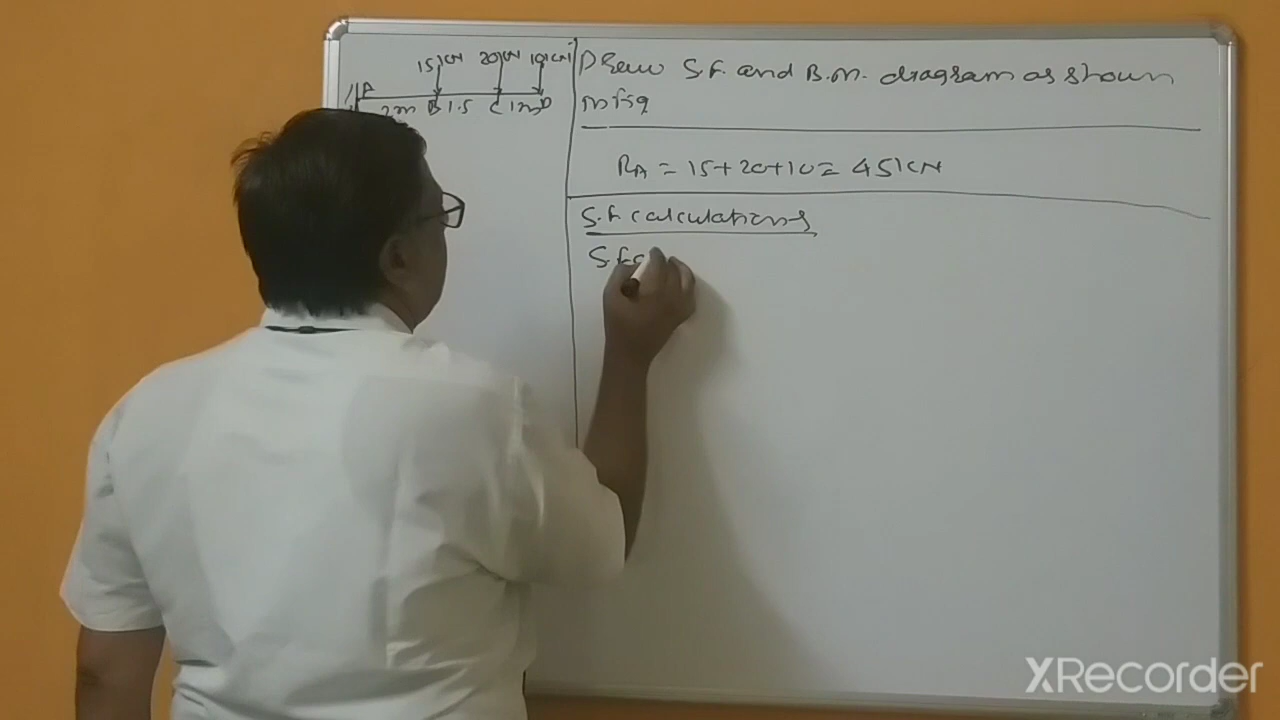 15KN 20KN 10KN
A
2m B 1.5 C 1m D
Draw S.F. and B.M. diagram as shown
in fig
RA = 15+20+10= 45KN
S.F calculations
S.F
XRecorder